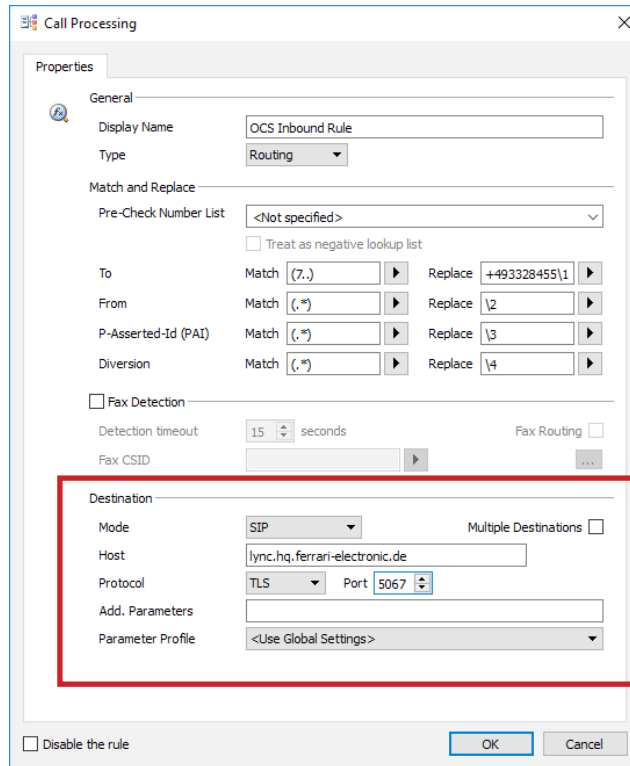 Call Processing
Properties
General
Display Name OCS Inbound Rule
Type Routing
Match and Replace
Pre-Check Number List <Not specified>
Treat as negative lookup list
To Match (7..) Replace +493328455\1
From Match (.*) Replace \2
P-Asserted-Id (PAI) Match (.*) Replace \3
Diversion Match (.*) Replace \4
Fax Detection
Detection timeout 15 seconds Fax Routing
Fax CSID ...
Destination
Mode SIP Multiple Destinations
Host lync.hq.ferrari-electronic.de
Protocol TLS Port 5067
Add. Parameters
Parameter Profile <Use Global Settings>
Disable the rule OK Cancel